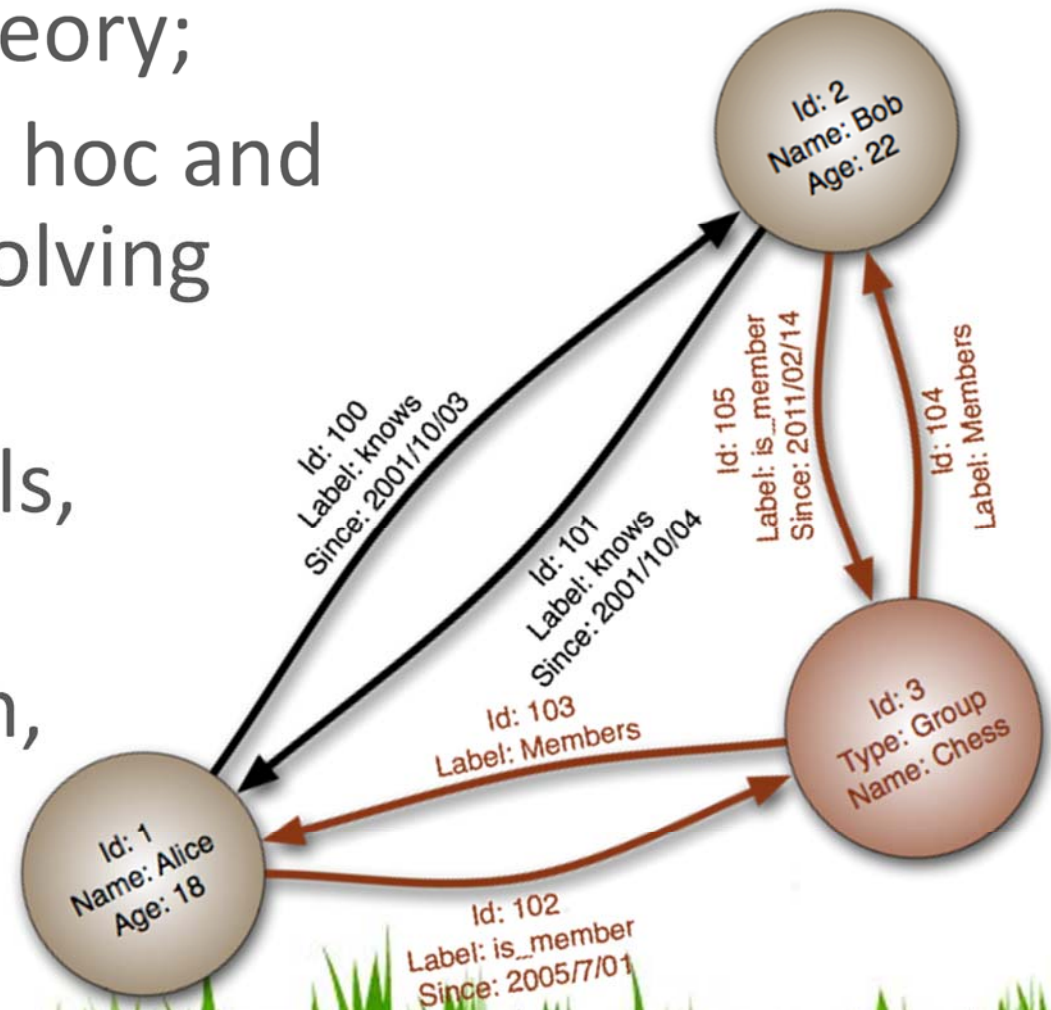 eory;
hoc and
olving
ls,
n,
Id: 2
Name: Bob
Age: 22
Id: 100
Label: knows
Since: 2001/10/03
Id: 101
Label: knows
Since: 2001/10/04
Id: 105
Label: is_member
Since: 2011/02/14
Id: 104
Label: Members
Id: 103
Label: Members
Id: 3
Type: Group
Name: Chess
Id: 1
Name: Alice
Age: 18
Id: 102
Label: is_member
Since: 2005/7/01